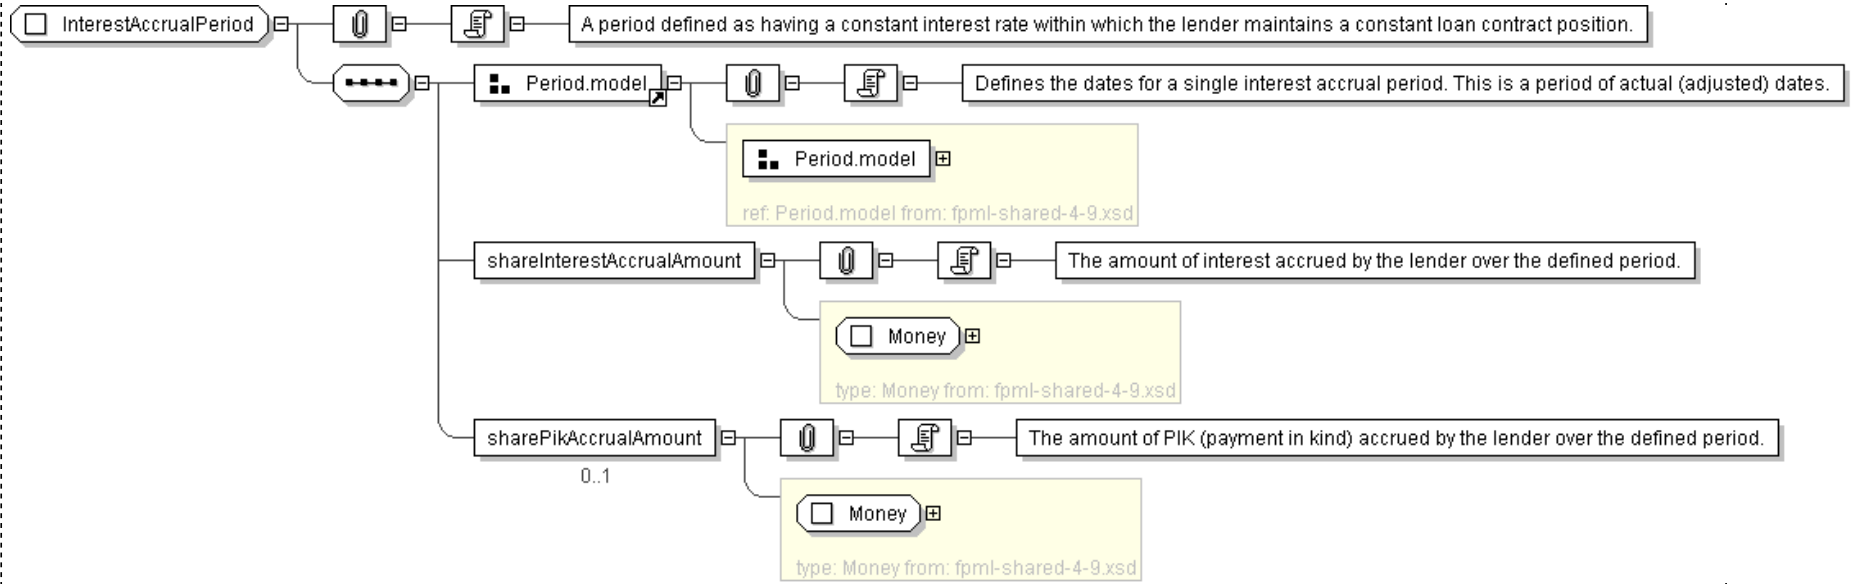 InterestAccrualPeriod
A period defined as having a constant interest rate within which the lender maintains a constant loan contract position.
Period.model
Defines the dates for a single interest accrual period. This is a period of actual (adjusted) dates.
Period.model
ref: Period.model from: fpml-shared-4-9.xsd
shareInterestAccrualAmount
The amount of interest accrued by the lender over the defined period.
Money
type: Money from: fpml-shared-4-9.xsd
sharePikAccrualAmount
The amount of PIK (payment in kind) accrued by the lender over the defined period.
0..1
Money
type: Money from: fpml-shared-4-9.xsd